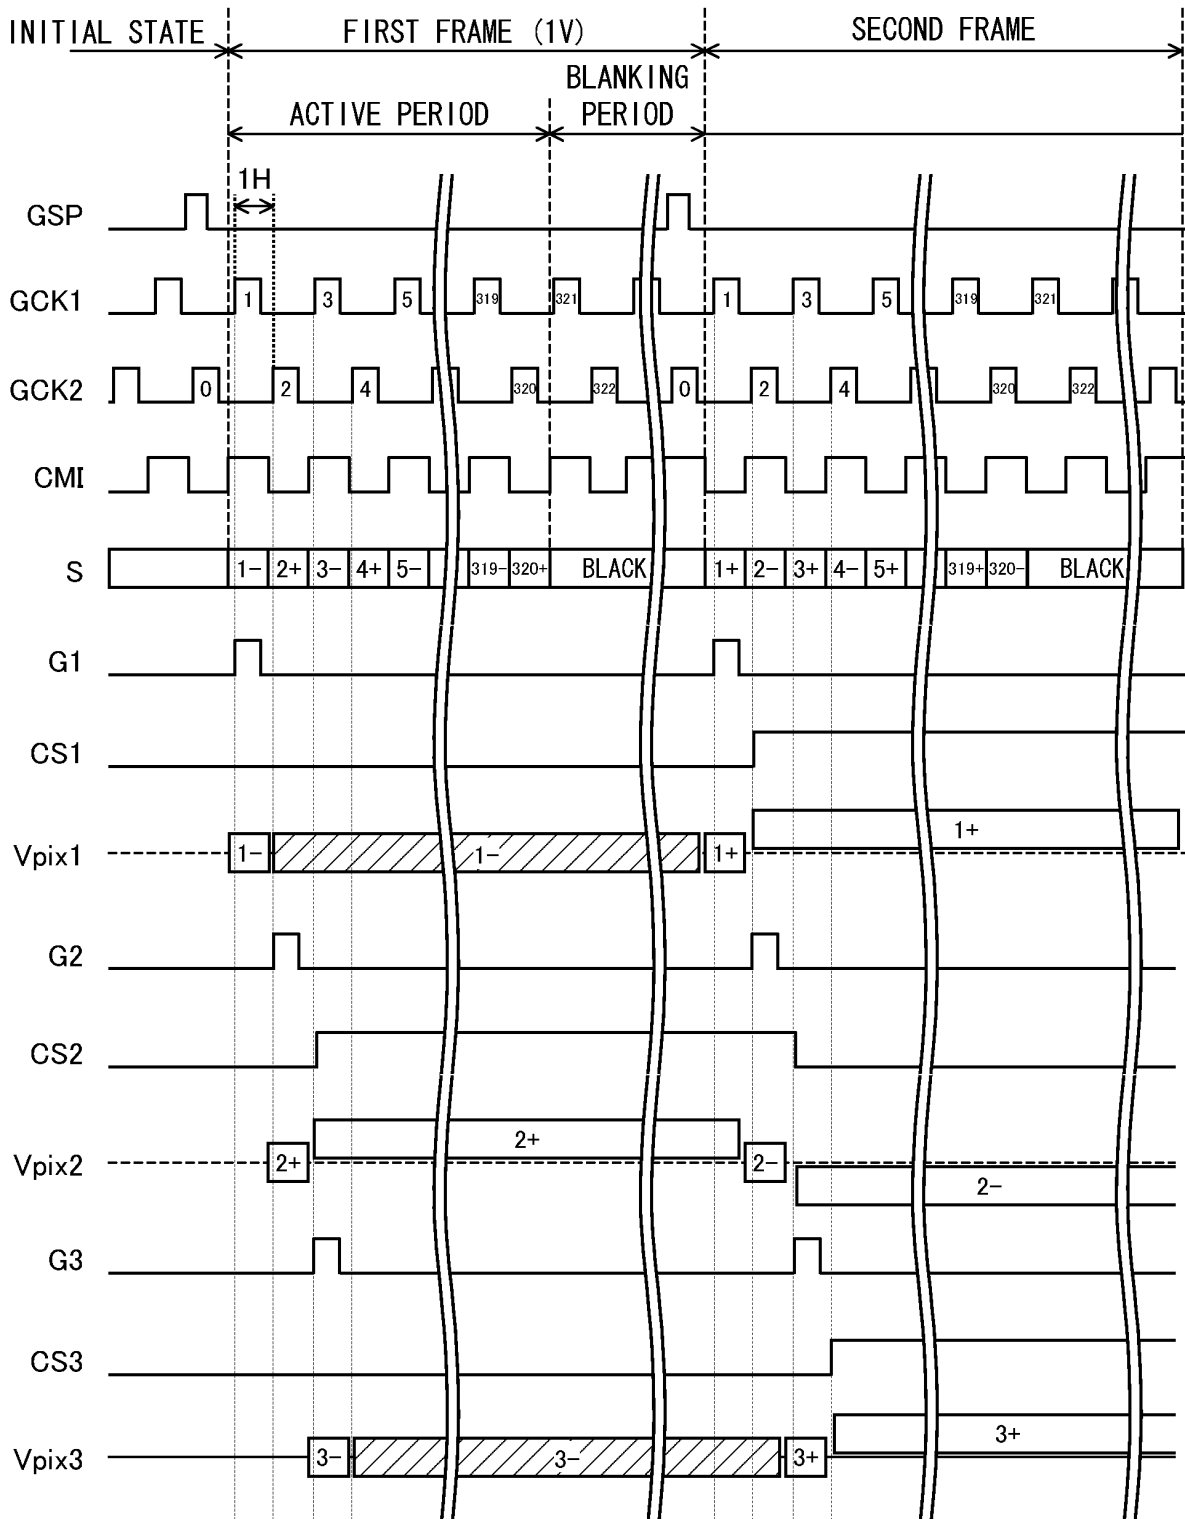 INITIAL STATE FIRST FRAME (1V) SECOND FRAME
BLANKING
ACTIVE PERIOD PERIOD
1H
GSP
GCK1 1 3 5 319 321 1 3 5 319 321
GCK2 0 2 4 320 322 0 2 4 320 322
CMI
S 1- 2+ 3- 4+ 5- 319- 320+ BLACK 1+ 2- 3+ 4- 5+ 319+ 320- BLACK
G1
CS1
1+
Vpix1 1- 1- 1+
G2
CS2
2+
Vpix2 2+ 2-
2-
G3
CS3
3+
Vpix3 3- 3- 3+